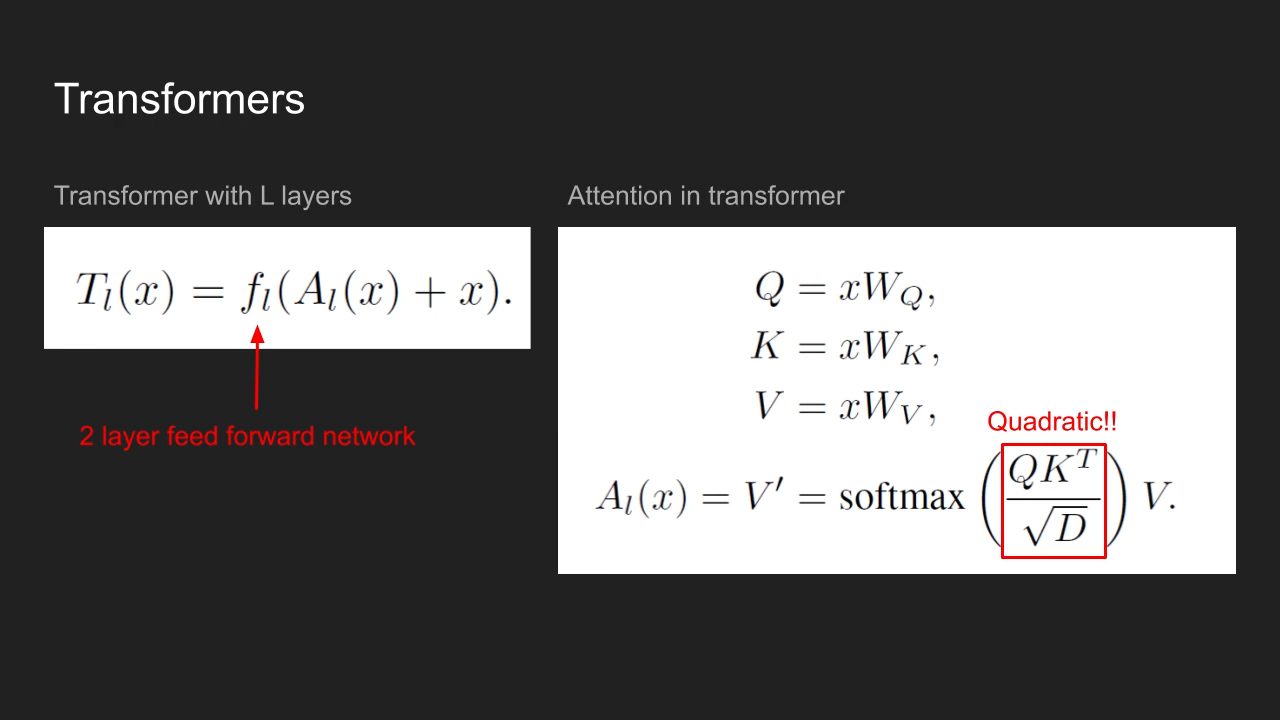 Transformers
Transformer with L layers
T_l(x) = f_l(A_l(x) + x).
2 layer feed forward network
Attention in transformer
Q = xW_Q,
K = xW_K,
V = xW_V,
Quadratic!!
A_l(x) = V′ = softmax (QK^T / √D) V.